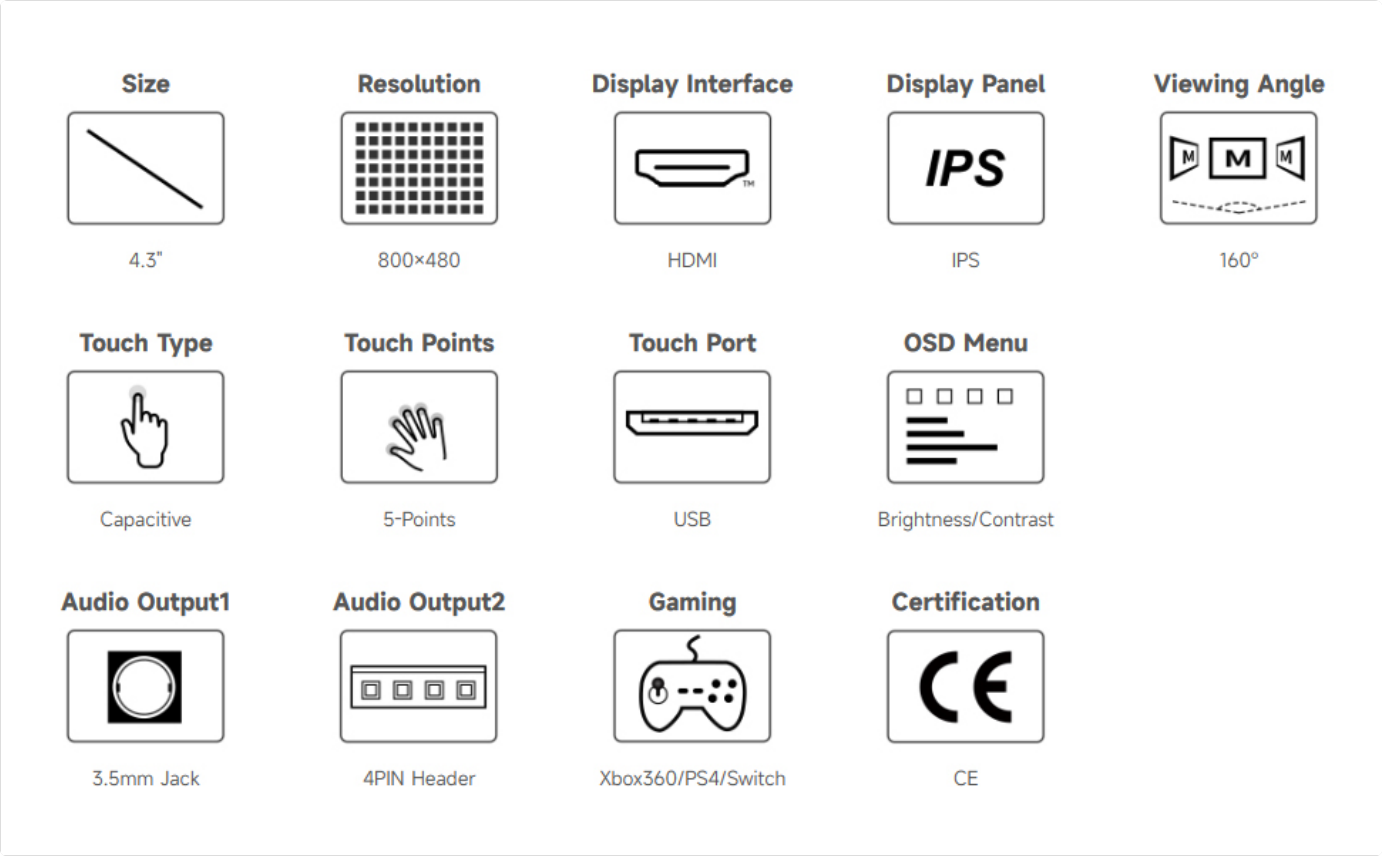 Size
Resolution
Display Interface
Display Panel
Viewing Angle
TM
IPS
M M M
4.3"
800×480
HDMI
IPS
160°
Touch Type
Touch Points
Touch Port
OSD Menu
Capacitive
5-Points
USB
Brightness/Contrast
Audio Output1
Audio Output2
Gaming
Certification
CE
3.5mm Jack
4PIN Header
Xbox360/PS4/Switch
CE